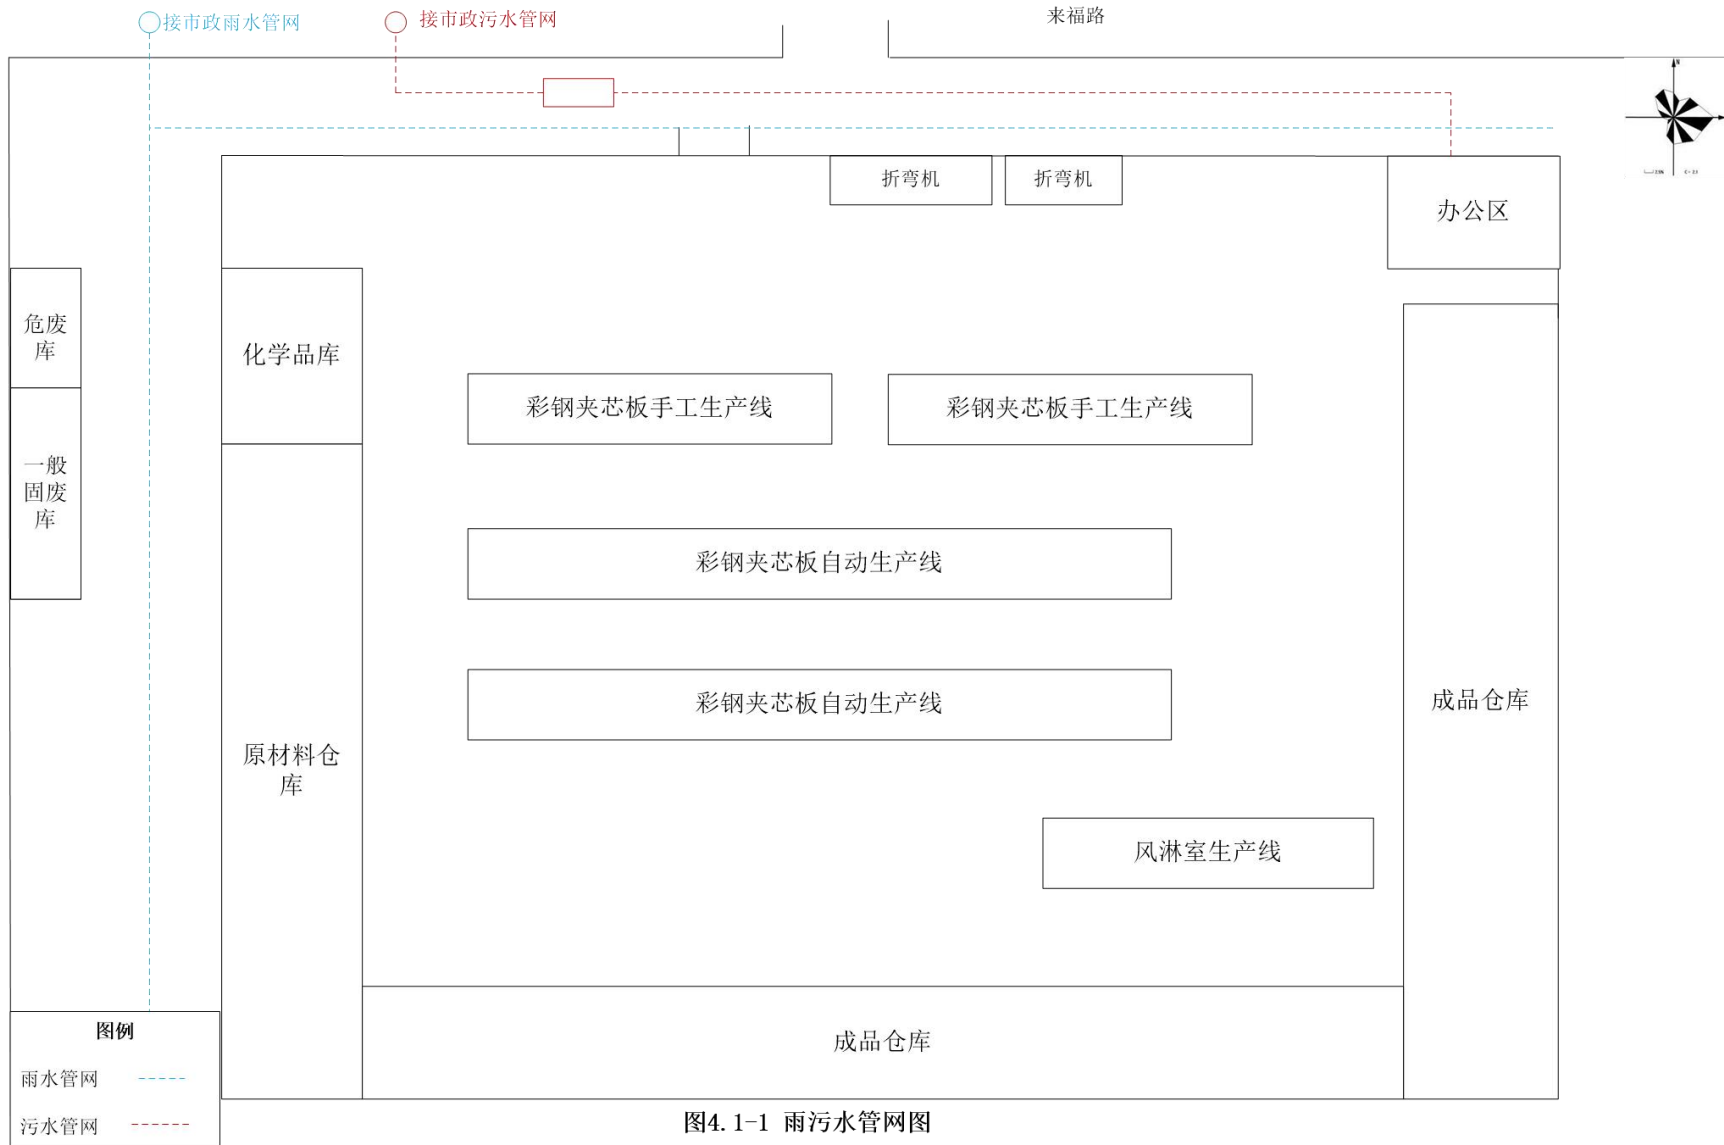 接市政雨水管网
接市政污水管网
来福路
折弯机
折弯机
办公区
危废
库
化学品库
彩钢夹芯板手工生产线
彩钢夹芯板手工生产线
一般
固废
库
彩钢夹芯板自动生产线
彩钢夹芯板自动生产线
成品仓库
原材料仓
库
风淋室生产线
成品仓库
图例
雨水管网
污水管网
图4.1-1 雨污水管网图